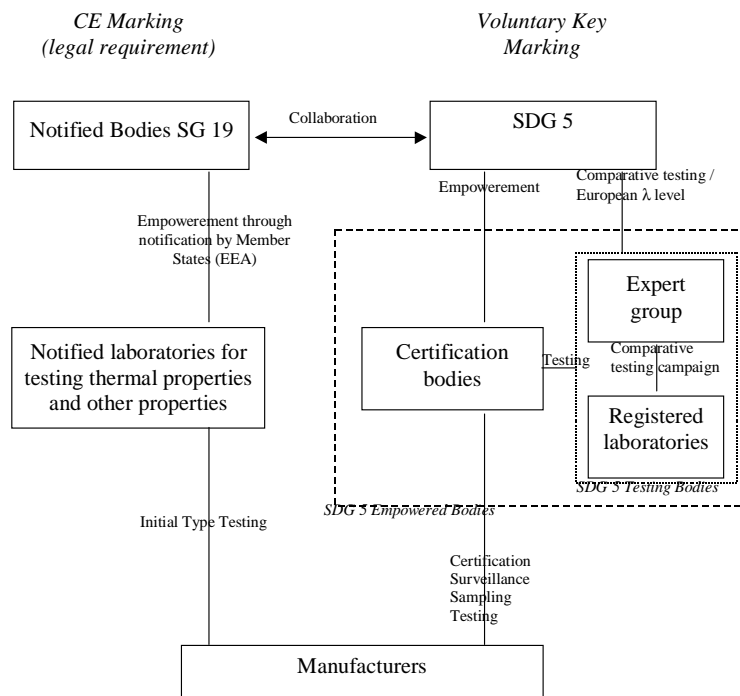 CE Marking
(legal requirement)
Voluntary Key
Marking
Notified Bodies SG 19
Collaboration
SDG 5
Empowerement
Comparative testing /
European λ level
Empowerement through
notification by Member
States (EEA)
Expert
group
Notified laboratories for
testing thermal properties
and other properties
Certification
bodies
Testing
Comparative
testing campaign
Registered
laboratories
SDG 5 Testing Bodies
SDG 5 Empowered Bodies
Initial Type Testing
Certification
Surveillance
Sampling
Testing
Manufacturers